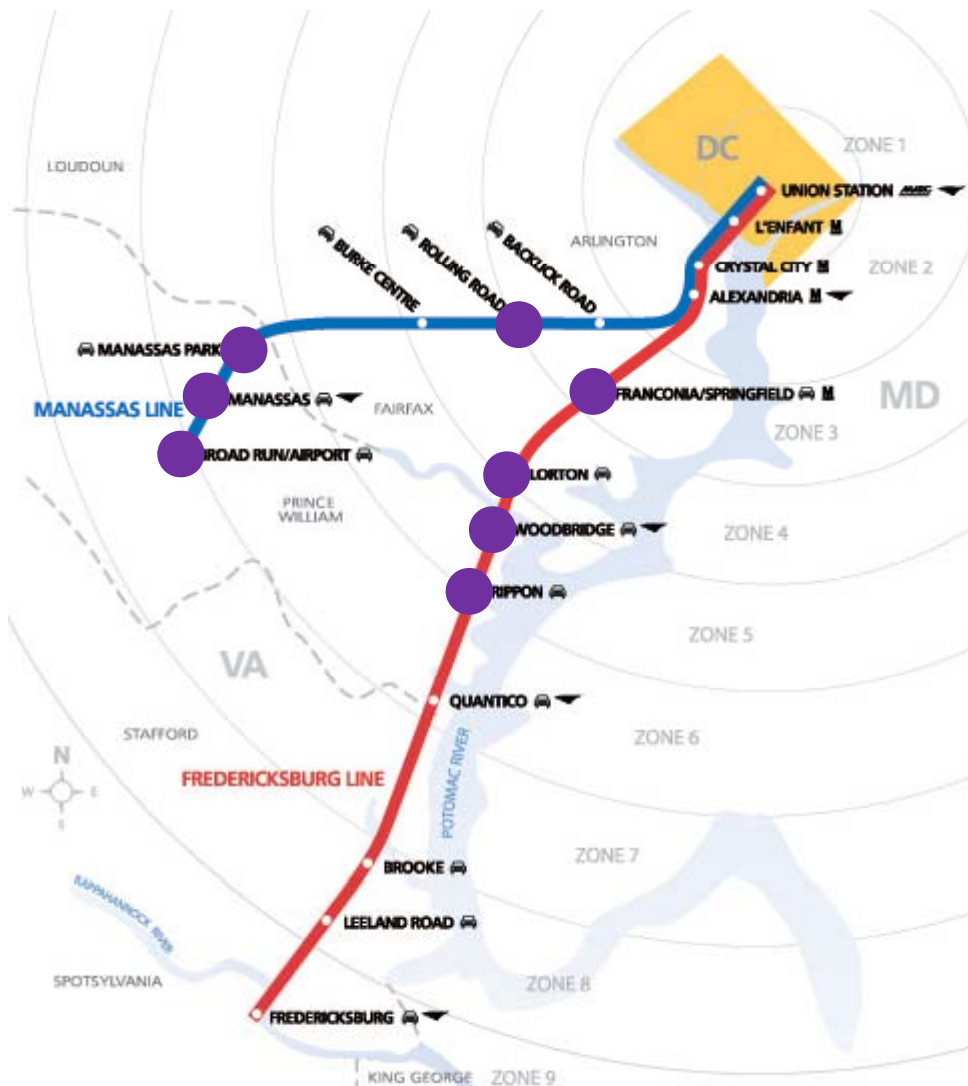 DC
ZONE 1
LOUDOUN
UNION STATION
L'ENFANT
BURKE CENTRE
ROLLING ROAD
BACKLICK ROAD
ARLINGTON
CRYSTAL CITY
ZONE 2
ALEXANDRIA
MANASSAS PARK
MANASSAS
FRANCONIA/SPRINGFIELD
MD
MANASSAS LINE
FAIRFAX
ZONE 3
ROAD RUN/AIRPORT
LORTON
PRINCE
WILLIAM
WOODBRIDGE
ZONE 4
RIPPON
ZONE 5
VA
QUANTICO
STAFFORD
ZONE 6
N
W
E
S
FREDERICKSBURG LINE
POTOMAC RIVER
ZONE 7
BROOKE
RAPPAHANNOCK
RIVER
LEELAND ROAD
SPOTSYLVANIA
ZONE 8
FREDERICKSBURG
KING GEORGE
ZONE 9